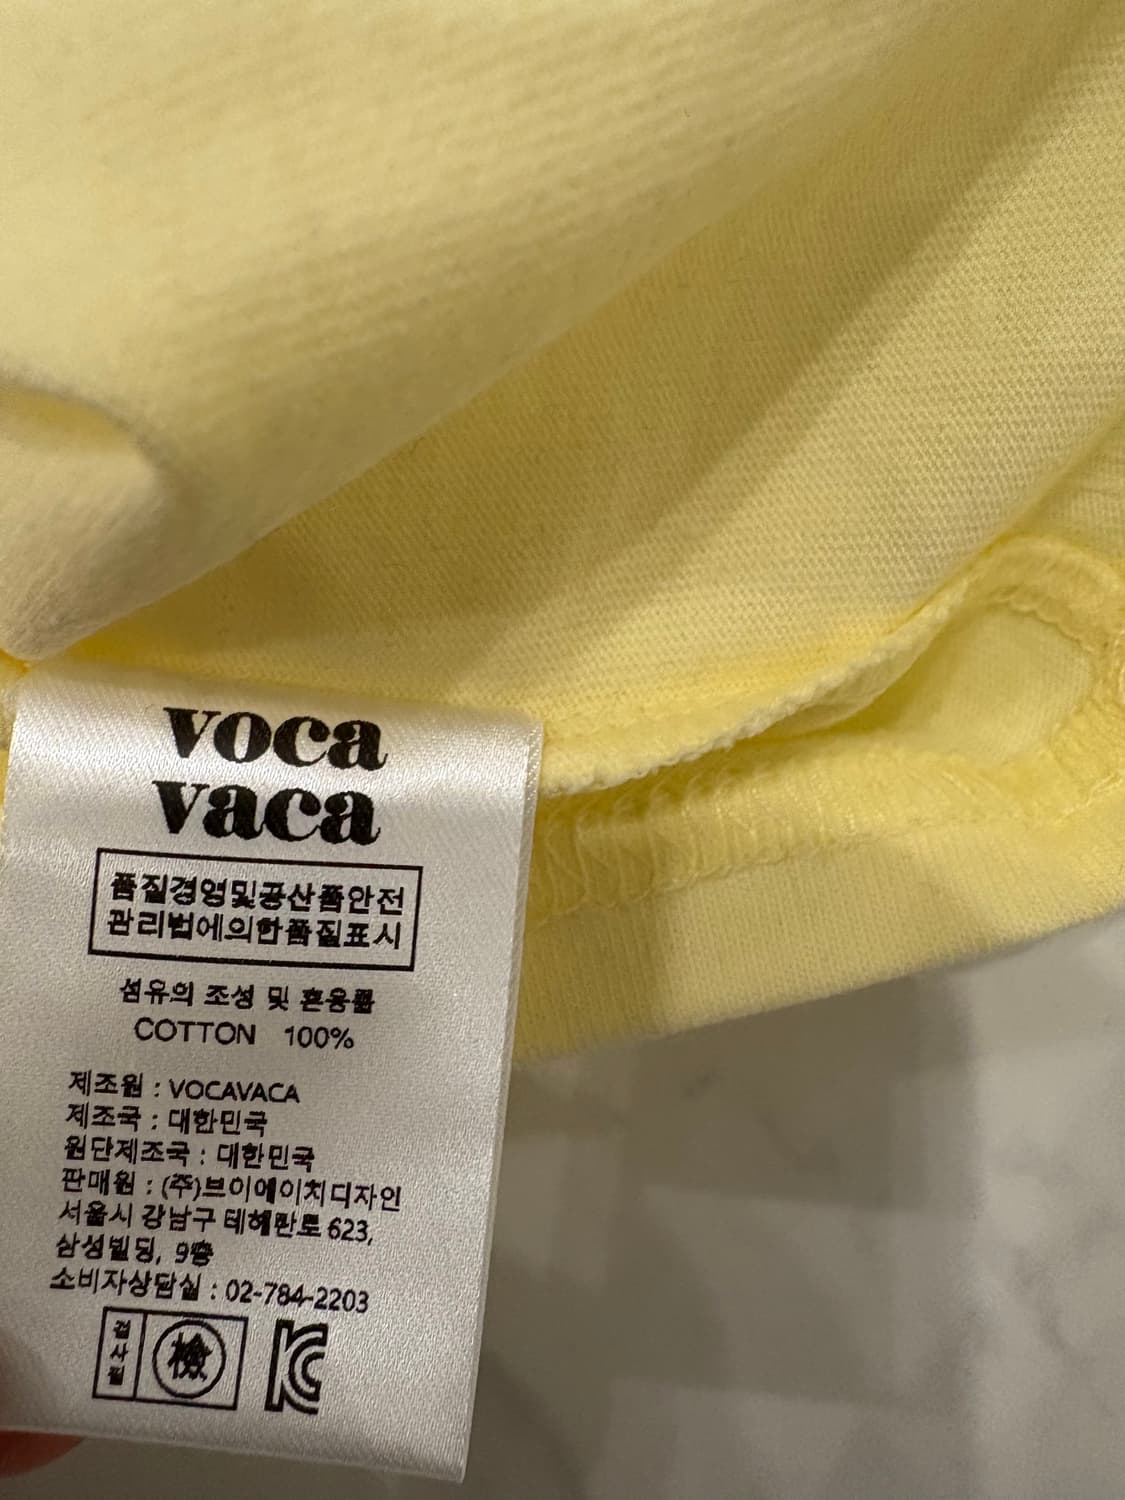 voca
vaca
품질경영및공산품안전
관리법에의한품질표시
섬유의 조성 및 혼용률
COTTON 100%
제조원 : VOCAVACA
제조국 : 대한민국
원단제조국 : 대한민국
판매원 : (주)브이에이치디자인
서울시 강남구 테헤란로 623,
삼성빌딩, 9층
소비자상담실 : 02-784-2203
검사필
檢
KC